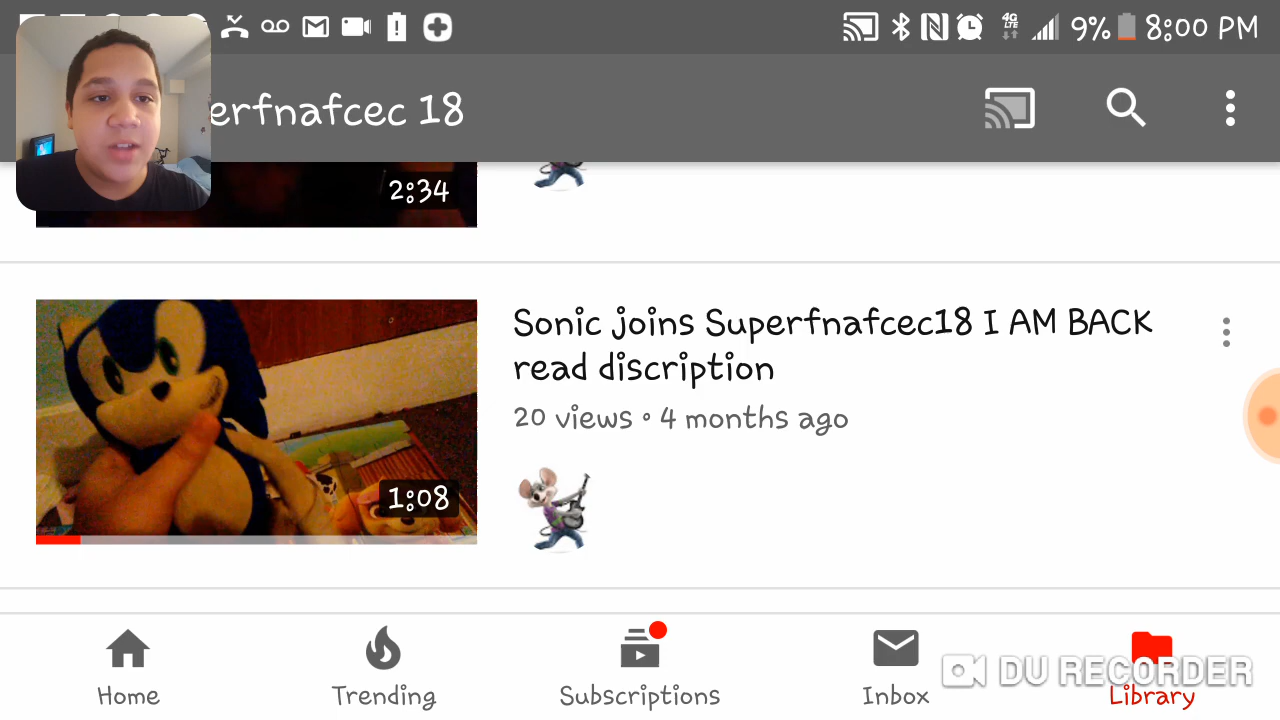 9% 8:00 PM
erfnafcec 18
2:34
Sonic joins Superfnafcec18 I AM BACK
read discription
20 views • 4 months ago
1:08
Home Trending Subscriptions Inbox Library
DU RECORDER